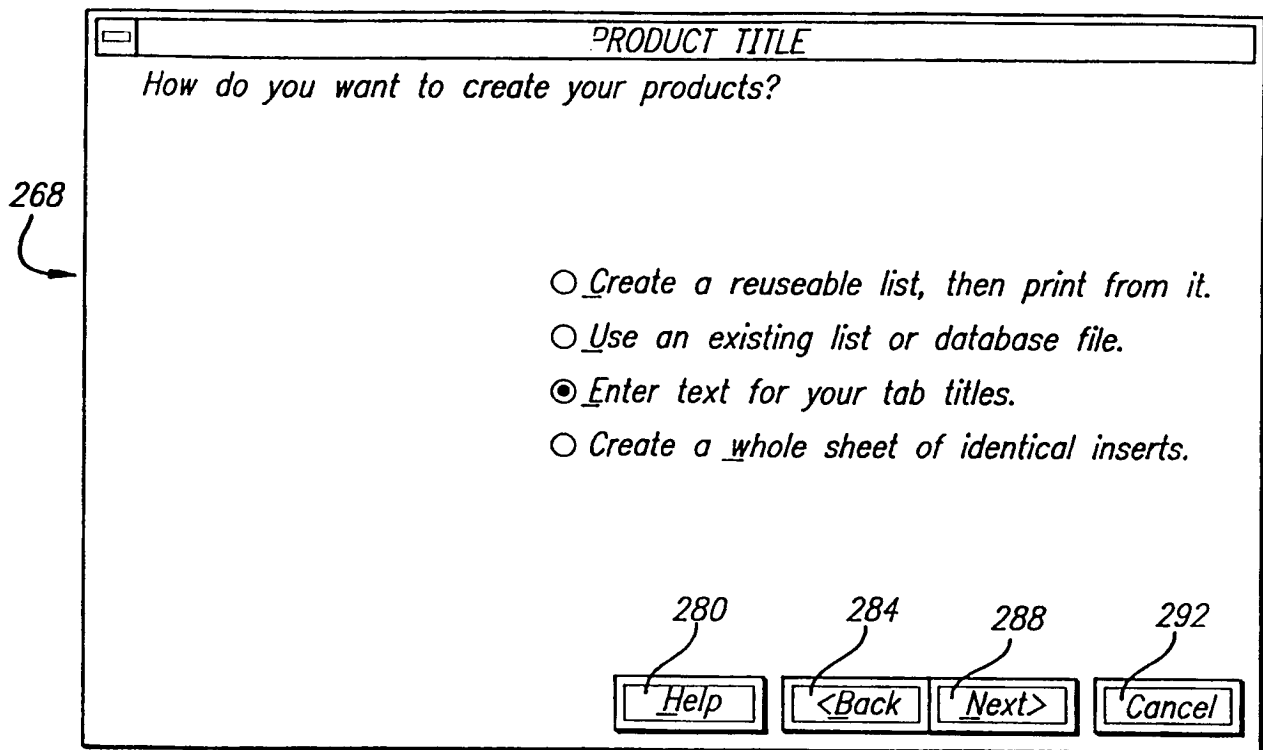 PRODUCT TITLE
How do you want to create your products?
268
Create a reuseable list, then print from it.
Use an existing list or database file.
Enter text for your tab titles.
Create a whole sheet of identical inserts.
280 284 288 292
Help <Back Next> Cancel